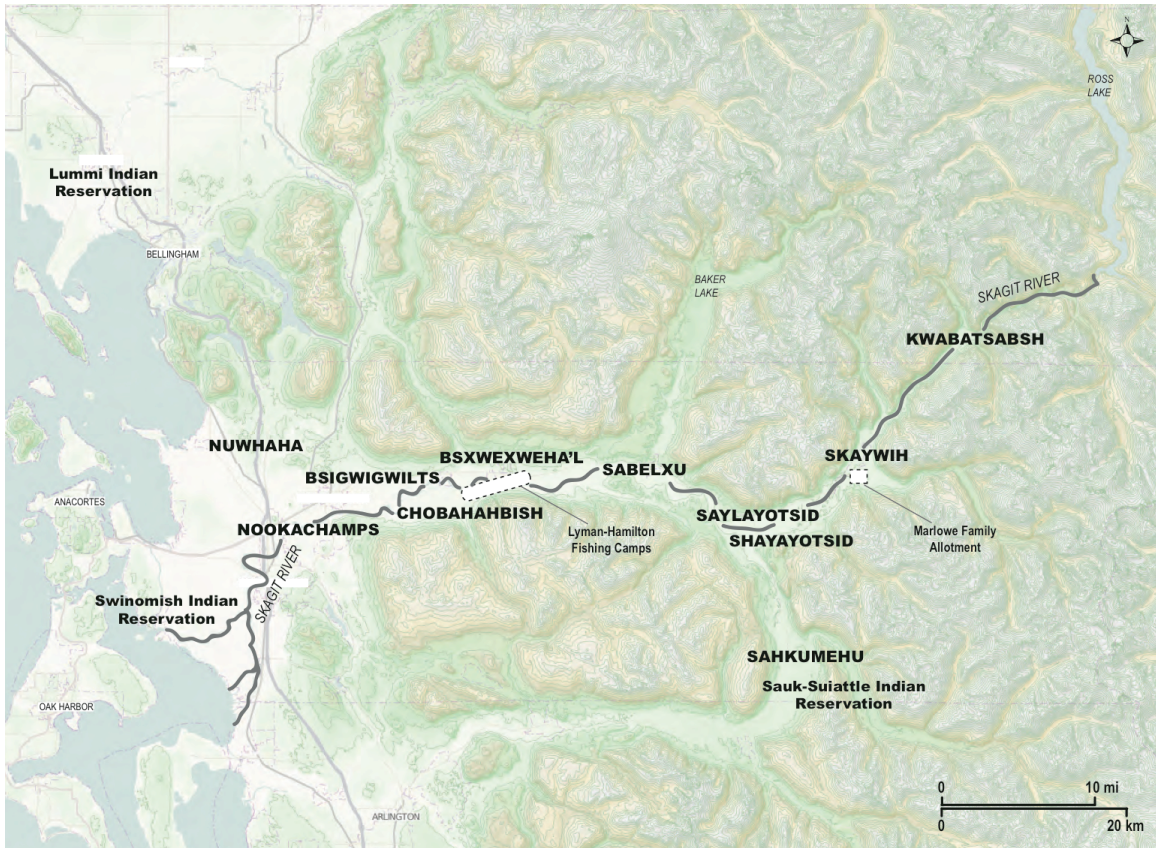 N
ROSS
LAKE
Lummi Indian
Reservation
BELLINGHAM
BAKER
LAKE
SKAGIT RIVER
KWABATSABSH
NUWHAHA
BSXWEXWEHA'L
SKAYWIH
BSIGWIGWILTS
SABELXU
ANACORTES
CHOBAHAHBISH
SAYLAYOTSID
NOOKACHAMPS
Lyman-Hamilton
Fishing Camps
SHAYAYOTSID
Marlowe Family
Allotment
SKAGIT RIVER
Swinomish Indian
Reservation
SAHKUMEHU
Sauk-Suiattle Indian
Reservation
OAK HARBOR
ARLINGTON
0 10 mi
0 20 km